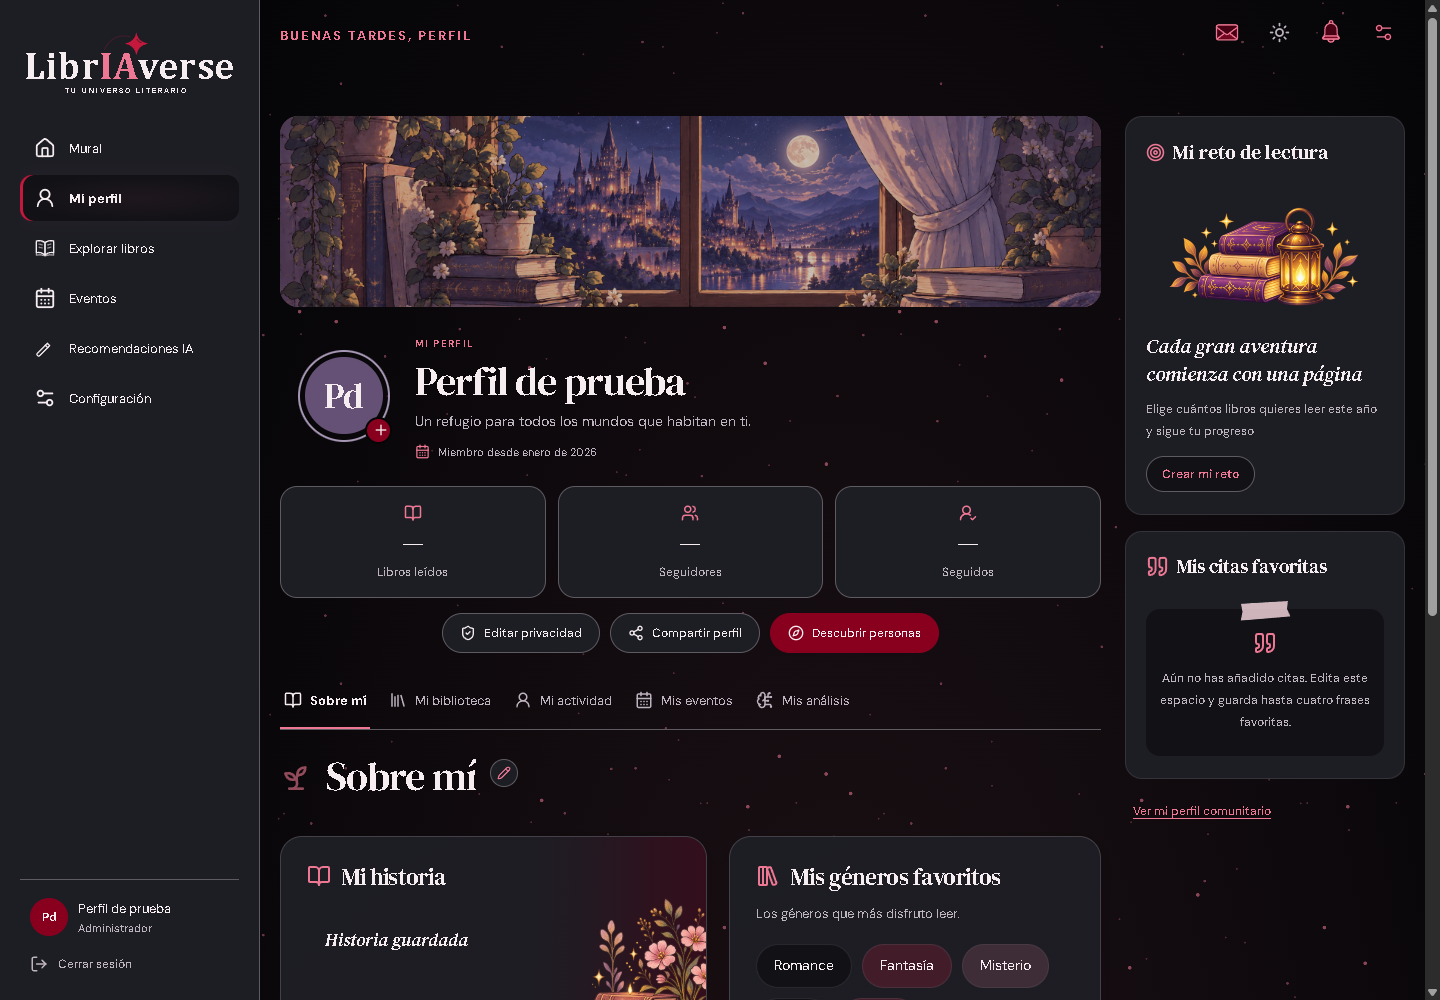 LibrIAverse
TU UNIVERSO LITERARIO
Mural
Mi perfil
Explorar libros
Eventos
Recomendaciones IA
Configuración
Pd
Perfil de prueba
Administrador
Cerrar sesión
BUENAS TARDES, PERFIL
MI PERFIL
Pd
Perfil de prueba
Un refugio para todos los mundos que habitan en ti.
Miembro desde enero de 2026
—
Libros leídos
—
Seguidores
—
Seguidos
Editar privacidad
Compartir perfil
Descubrir personas
Sobre mí
Mi biblioteca
Mi actividad
Mis eventos
Mis análisis
Sobre mí
Mi historia
Historia guardada
Mis géneros favoritos
Los géneros que más disfruto leer.
Romance
Fantasía
Misterio
Mi reto de lectura
Cada gran aventura
comienza con una página
Elige cuántos libros quieres leer este año
y sigue tu progreso
Crear mi reto
Mis citas favoritas
Aún no has añadido citas. Edita este
espacio y guarda hasta cuatro frases
favoritas.
Ver mi perfil comunitario